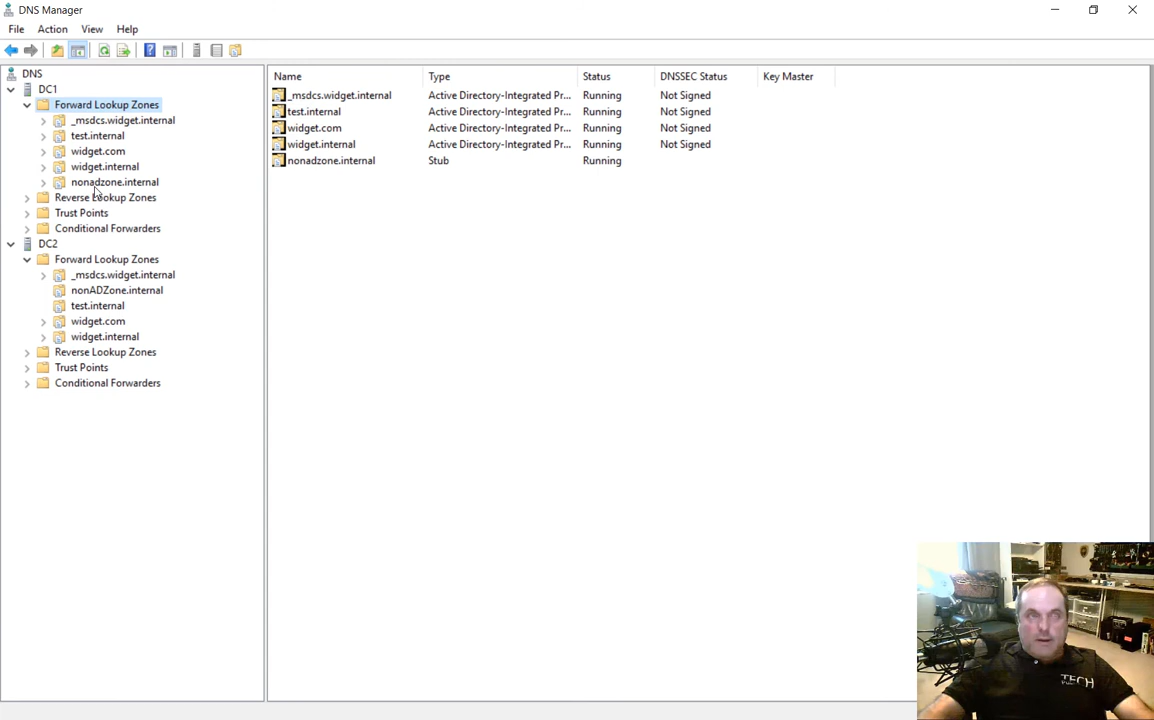 DNS Manager
File Action View Help
DNS
DC1
Forward Lookup Zones
_msdcs.widget.internal
test.internal
widget.com
widget.internal
nonadzone.internal
Reverse Lookup Zones
Trust Points
Conditional Forwarders
DC2
Forward Lookup Zones
_msdcs.widget.internal
nonADZone.internal
test.internal
widget.com
widget.internal
Reverse Lookup Zones
Trust Points
Conditional Forwarders
Name Type Status DNSSEC Status Key Master
_msdcs.widget.internal Active Directory-Integrated Pr... Running Not Signed
test.internal Active Directory-Integrated Pr... Running Not Signed
widget.com Active Directory-Integrated Pr... Running Not Signed
widget.internal Active Directory-Integrated Pr... Running Not Signed
nonadzone.internal Stub Running
TECH